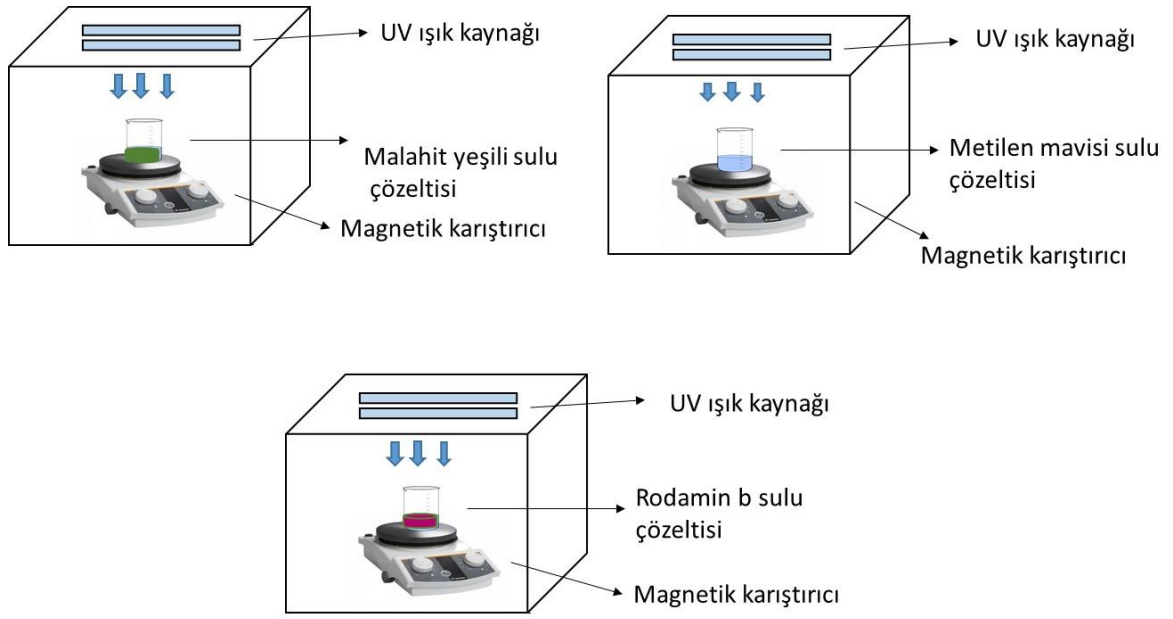 UV ışık kaynağı
Malahit yeşili sulu
çözeltisi
Magnetik karıştırıcı
UV ışık kaynağı
Metilen mavisi sulu
çözeltisi
Magnetik karıştırıcı
UV ışık kaynağı
Rodamin b sulu
çözeltisi
Magnetik karıştırıcı